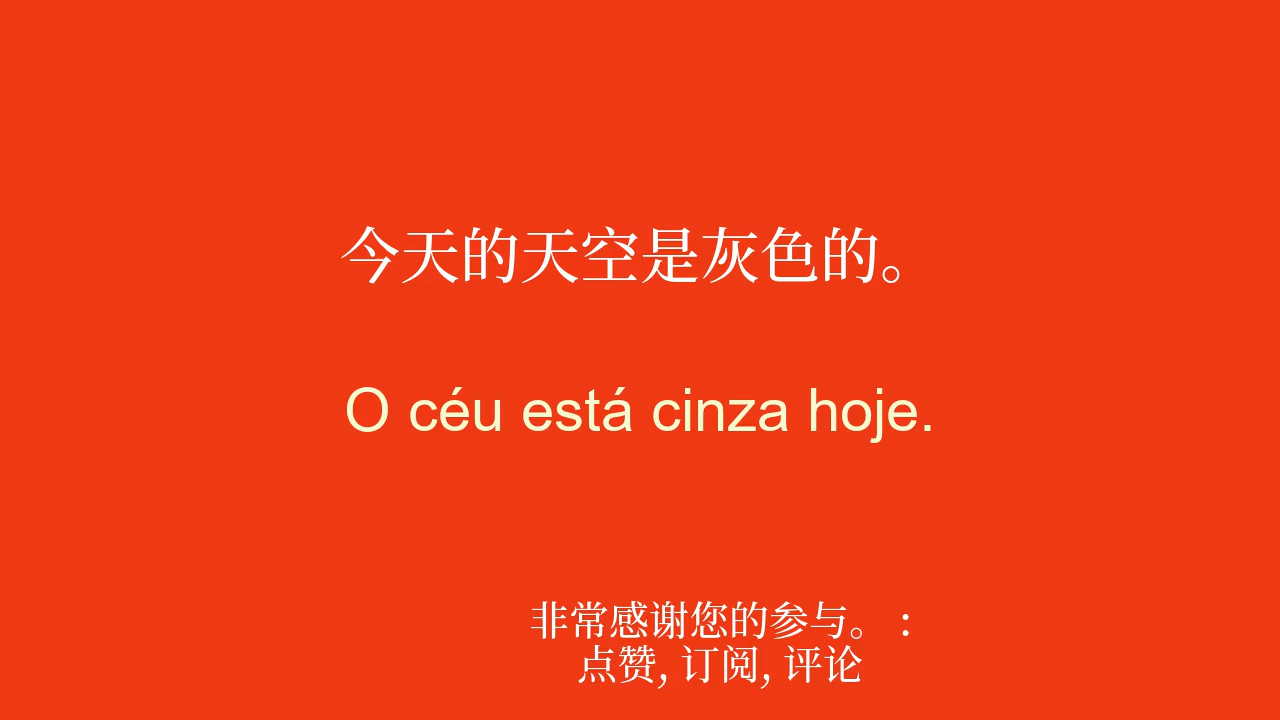 今天的天空是灰色的。
O céu está cinza hoje.
非常感谢您的参与。 :
点赞, 订阅, 评论